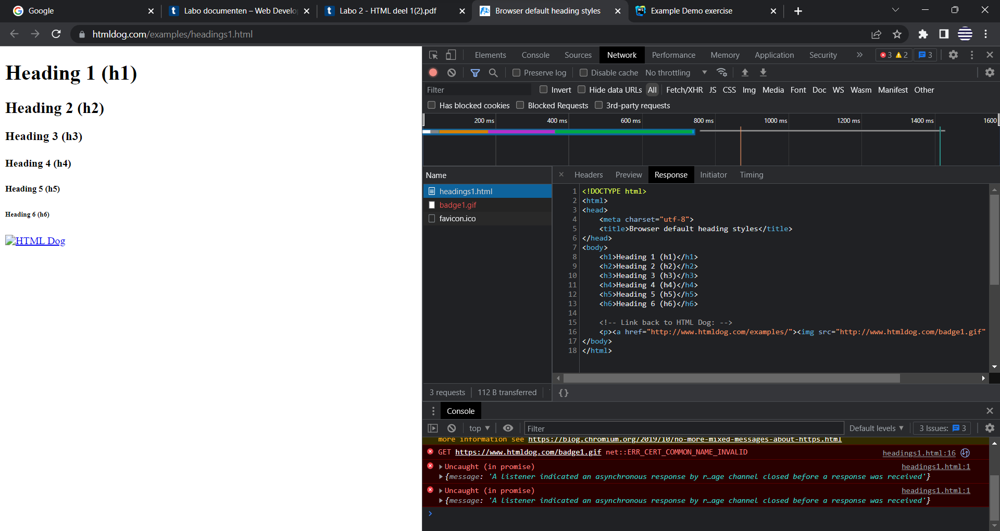 Google
Labo documenten – Web Develo
Labo 2 - HTML deel 1(2).pdf
Browser default heading styles
Example Demo exercise
htmldog.com/examples/headings1.html
Heading 1 (h1)
Heading 2 (h2)
Heading 3 (h3)
Heading 4 (h4)
Heading 5 (h5)
Heading 6 (h6)
HTML Dog
Elements Console Sources Network Performance Memory Application Security » 3 2 3
Preserve log Disable cache No throttling
Filter Invert Hide data URLs All Fetch/XHR JS CSS Img Media Font Doc WS Wasm Manifest Other
Has blocked cookies Blocked Requests 3rd-party requests
200 ms 400 ms 600 ms 800 ms 1000 ms 1200 ms 1400 ms 1600
Name
headings1.html
badge1.gif
favicon.ico
3 requests 112 B transferred
Headers Preview Response Initiator Timing
1 <!DOCTYPE html>
2 <html>
3 <head>
4 <meta charset="utf-8">
5 <title>Browser default heading styles</title>
6 </head>
7 <body>
8 <h1>Heading 1 (h1)</h1>
9 <h2>Heading 2 (h2)</h2>
10 <h3>Heading 3 (h3)</h3>
11 <h4>Heading 4 (h4)</h4>
12 <h5>Heading 5 (h5)</h5>
13 <h6>Heading 6 (h6)</h6>
14
15 <!-- Link back to HTML Dog: -->
16 <p><a href="http://www.htmldog.com/examples/"><img src="http://www.htmldog.com/badge1.gif"
17 </body>
18 </html>
{}
Console
top Filter Default levels 3 Issues: 3
more information see https://blog.chromium.org/2019/10/no-more-mixed-messages-about-https.html
GET https://www.htmldog.com/badge1.gif net::ERR_CERT_COMMON_NAME_INVALID headings1.html:16
Uncaught (in promise) headings1.html:1
{message: 'A listener indicated an asynchronous response by r…age channel closed before a response was received'}
Uncaught (in promise) headings1.html:1
{message: 'A listener indicated an asynchronous response by r…age channel closed before a response was received'}